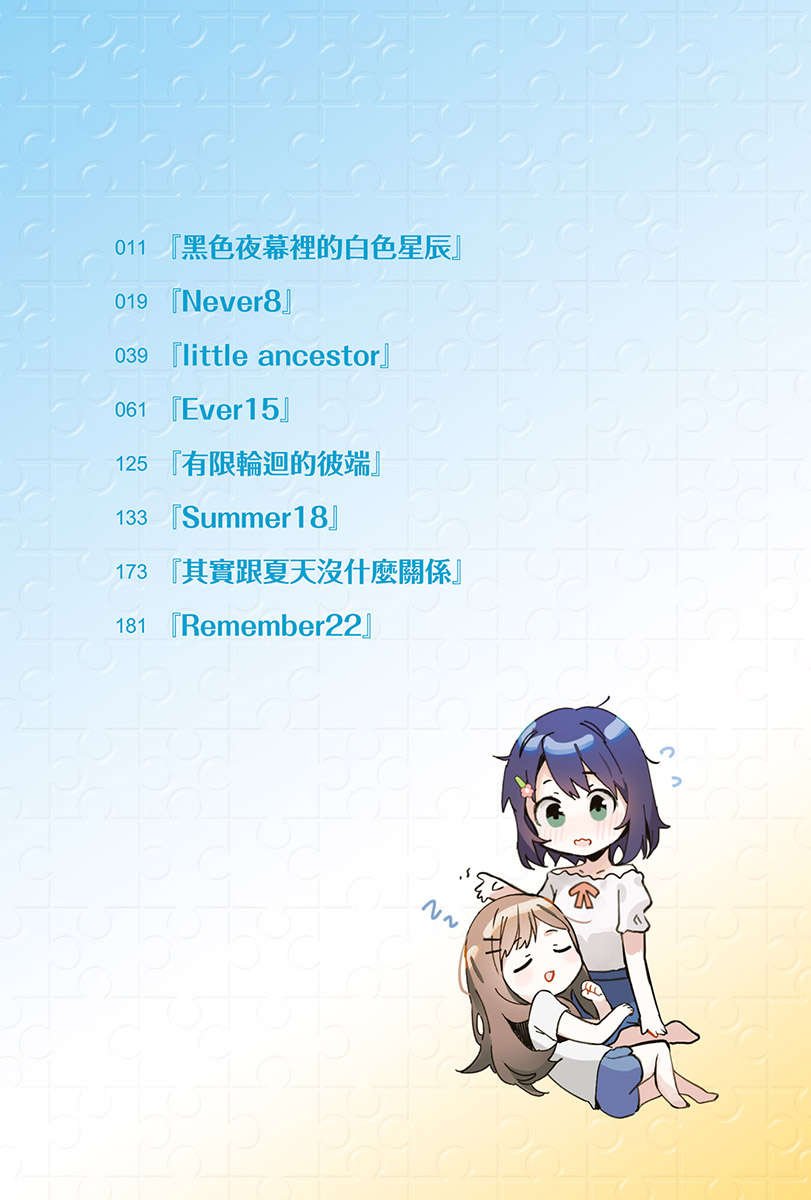 011 『黑色夜幕裡的白色星辰』
019 『Never8』
039 『little ancestor』
061 『Ever15』
125 『有限輪迴的彼端』
133 『Summer18』
173 『其實跟夏天沒什麼關係』
181 『Remember22』
zz